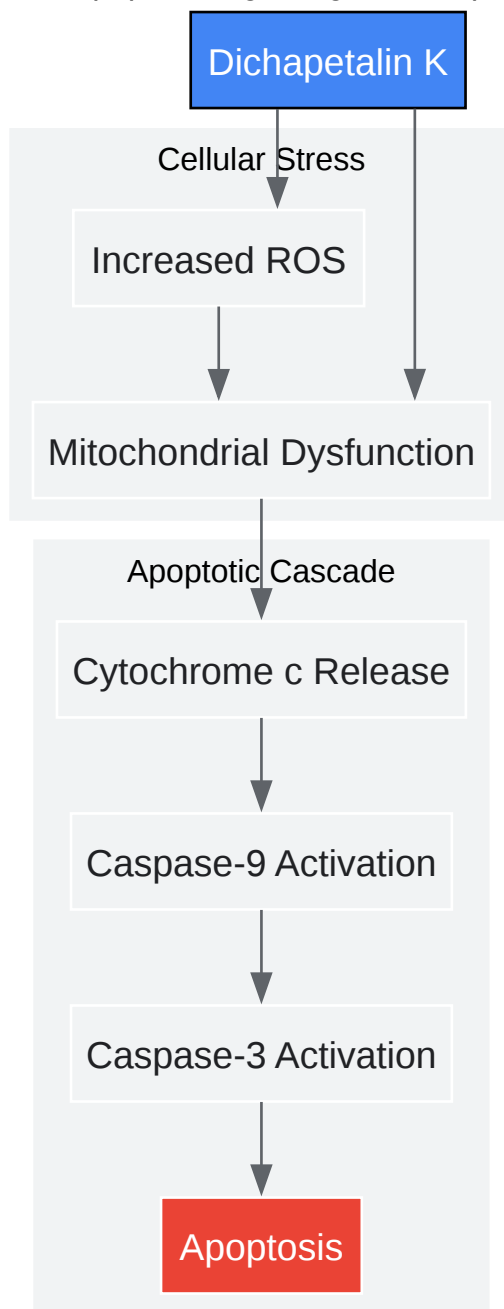 Dichapetalin K
Cellular Stress
Increased ROS
Mitochondrial Dysfunction
Apoptotic Cascade
Cytochrome c Release
Caspase-9 Activation
Caspase-3 Activation
Apoptosis